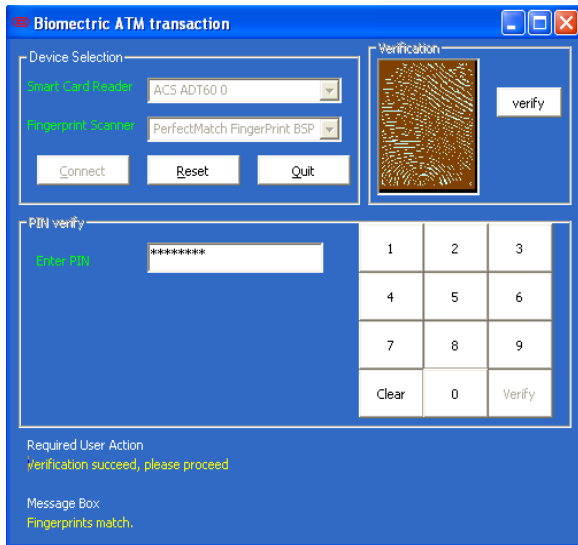 Biomectric ATM transaction
Device Selection
Smart Card Reader
ACS ADT60 0
Fingerprint Scanner
PerfectMatch FingerPrint BSP
Connect
Reset
Quit
Verification
verify
PIN verify
Enter PIN
********
1 2 3
4 5 6
7 8 9
Clear 0 Verify
Required User Action
Verification succeed, please proceed
Message Box
Fingerprints match.